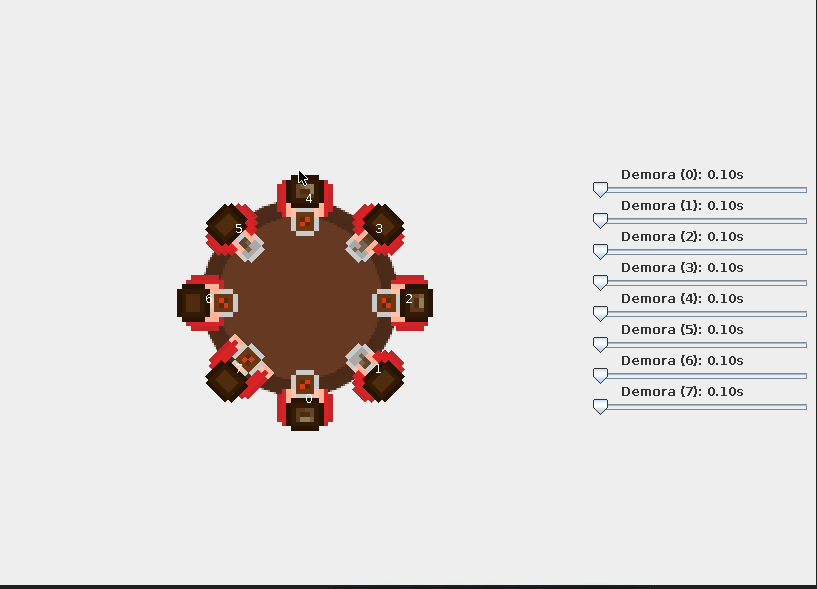 4
5
3
6
2
1
0
Demora (0): 0.10s
Demora (1): 0.10s
Demora (2): 0.10s
Demora (3): 0.10s
Demora (4): 0.10s
Demora (5): 0.10s
Demora (6): 0.10s
Demora (7): 0.10s